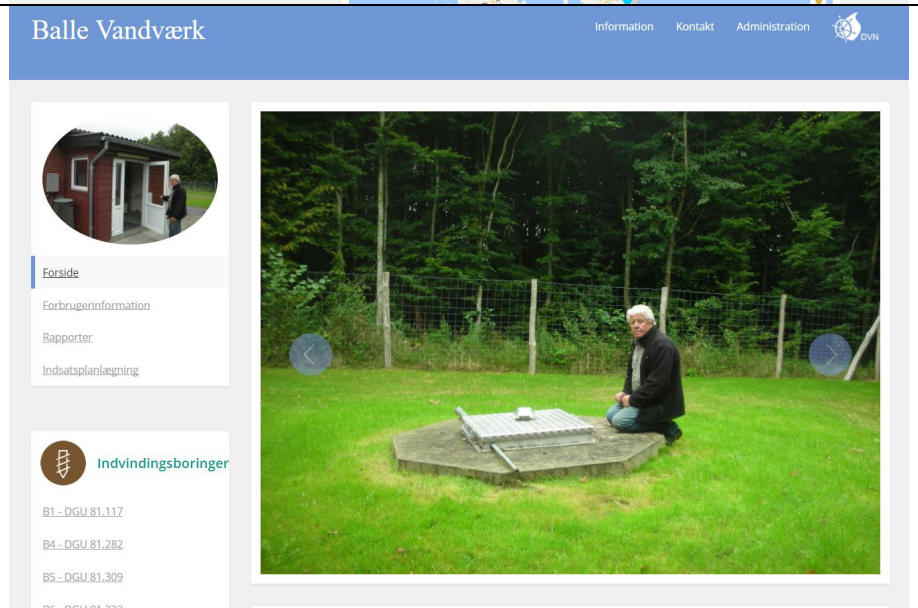 Balle Vandværk
Information Kontakt Administration
DVN
Forside
Forbrugerinformation
Rapporter
Indsatsplanlægning
Indvindingsboringer
B1 - DGU 81.117
B4 - DGU 81.282
B5 - DGU 81.309